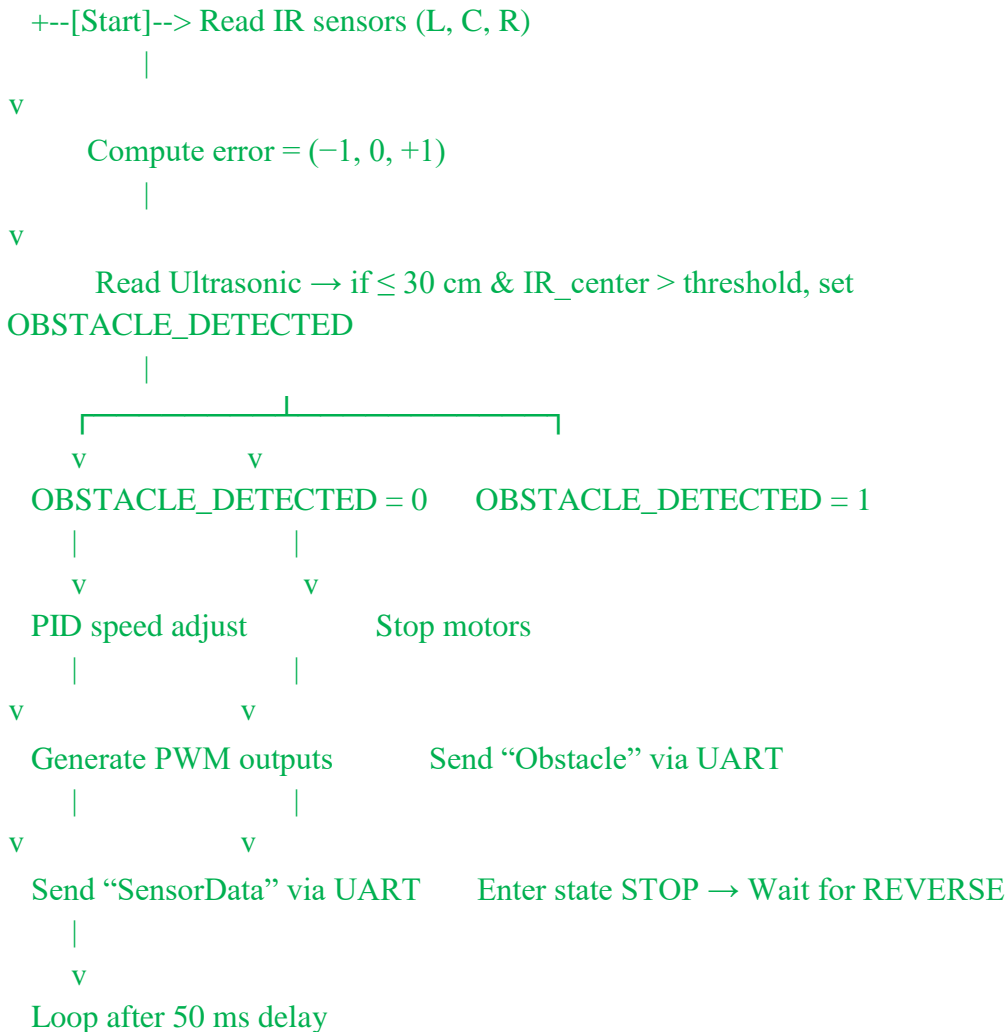 +--[Start]--> Read IR sensors (L, C, R)
|
v
Compute error = (−1, 0, +1)
|
v
Read Ultrasonic → if ≤ 30 cm & IR_center > threshold, set
OBSTACLE_DETECTED
|
┌──────────┴──────────────┐
v v
OBSTACLE_DETECTED = 0 OBSTACLE_DETECTED = 1
| |
v v
PID speed adjust Stop motors
| |
v v
Generate PWM outputs Send “Obstacle” via UART
| |
v v
Send “SensorData” via UART Enter state STOP → Wait for REVERSE
|
v
Loop after 50 ms delay